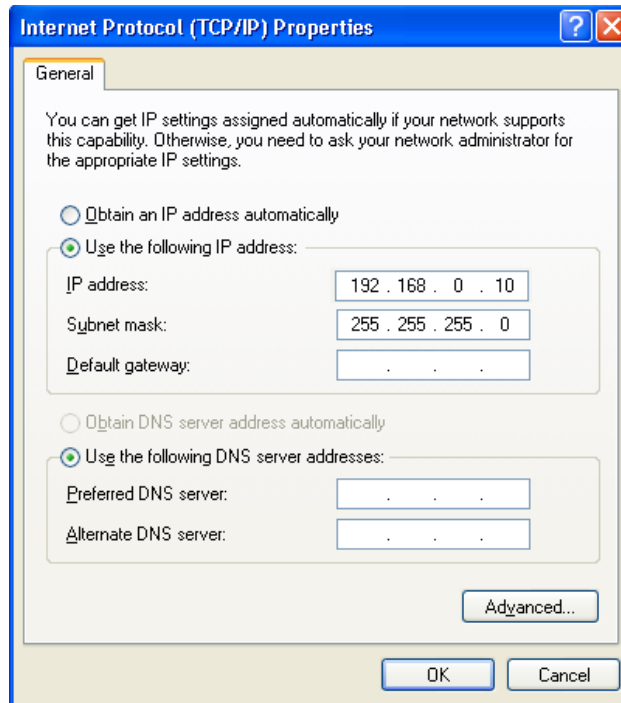 Internet Protocol (TCP/IP) Properties
General
You can get IP settings assigned automatically if your network supports
this capability. Otherwise, you need to ask your network administrator for
the appropriate IP settings.
Obtain an IP address automatically
Use the following IP address:
IP address: 192 . 168 . 0 . 10
Subnet mask: 255 . 255 . 255 . 0
Default gateway: . . .
Obtain DNS server address automatically
Use the following DNS server addresses:
Preferred DNS server: . . .
Alternate DNS server: . . .
Advanced...
OK Cancel